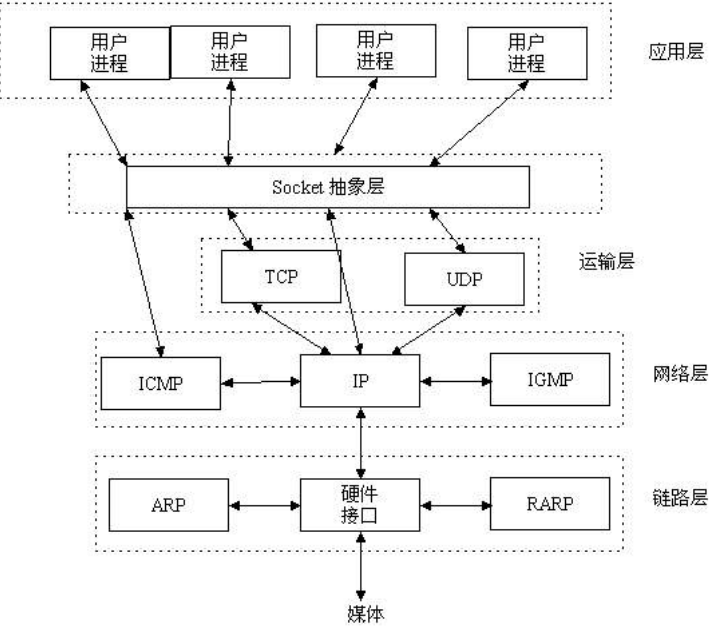 用户
进程
用户
进程
用户
进程
用户
进程
应用层
Socket 抽象层
TCP
UDP
运输层
ICMP
IP
IGMP
网络层
ARP
硬件
接口
RARP
链路层
媒体